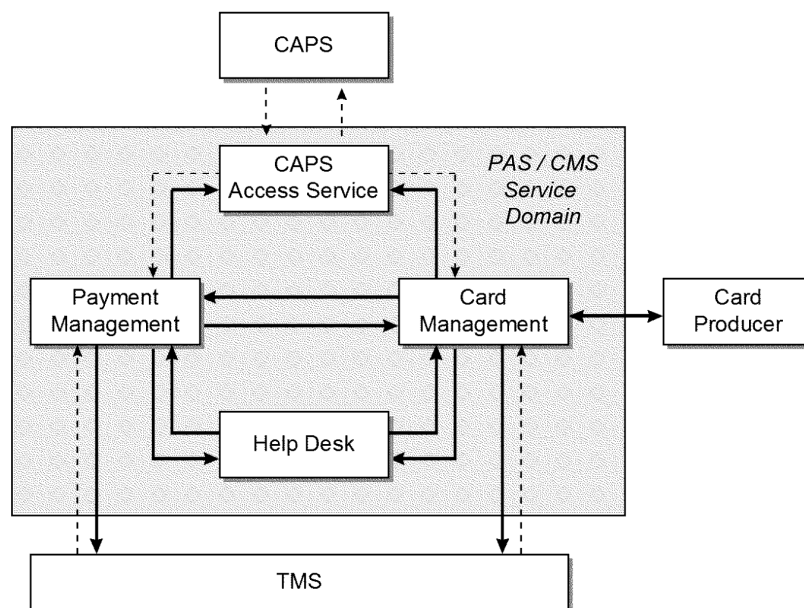 CAPS
CAPS
Access Service
PAS / CMS
Service
Domain
Payment
Management
Card
Management
Card
Producer
Help Desk
TMS